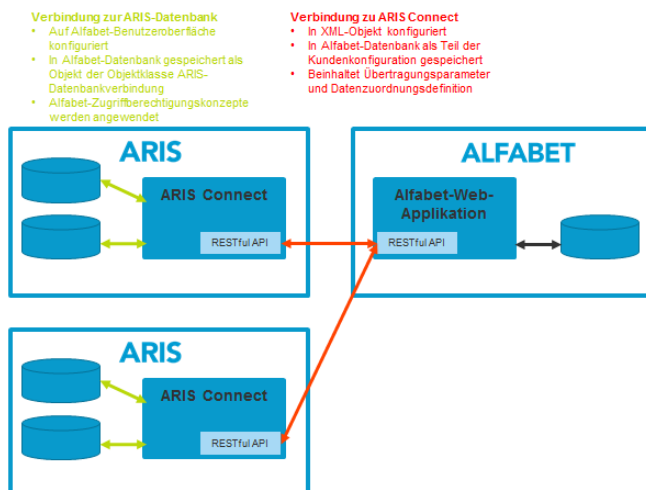 Verbindung zur ARIS-Datenbank
• Auf Alfabet-Benutzeroberfläche
konfiguriert
• In Alfabet-Datenbank gespeichert als
Objekt der Objektklasse ARIS-
Datenbankverbindung
• Alfabet-Zugriffberechtigungskonzepte
werden angewendet
Verbindung zu ARIS Connect
• In XML-Objekt konfiguriert
• In Alfabet-Datenbank als Teil der
Kundenkonfiguration gespeichert
• Beinhaltet Übertragungsparameter
und Datenzuordnungsdefinition
ARIS
ARIS Connect
RESTful API
ALFABET
Alfabet-Web-
Applikation
RESTful API
ARIS
ARIS Connect
RESTful API